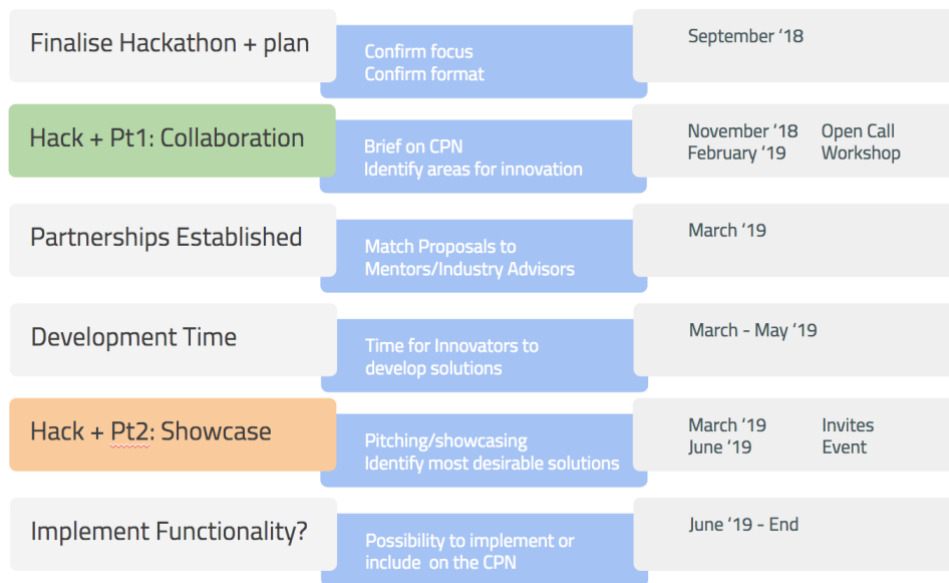 Finalise Hackathon + plan
Confirm focus
Confirm format
September ‘18
Hack + Pt1: Collaboration
Brief on CPN
Identify areas for innovation
November ‘18 Open Call
February ‘19 Workshop
Partnerships Established
Match Proposals to
Mentors/Industry Advisors
March ‘19
Development Time
Time for Innovators to
develop solutions
March - May ‘19
Hack + Pt2: Showcase
Pitching/showcasing
Identify most desirable solutions
March ‘19 Invites
June ‘19 Event
Implement Functionality?
Possibility to implement or
include on the CPN
June ‘19 - End